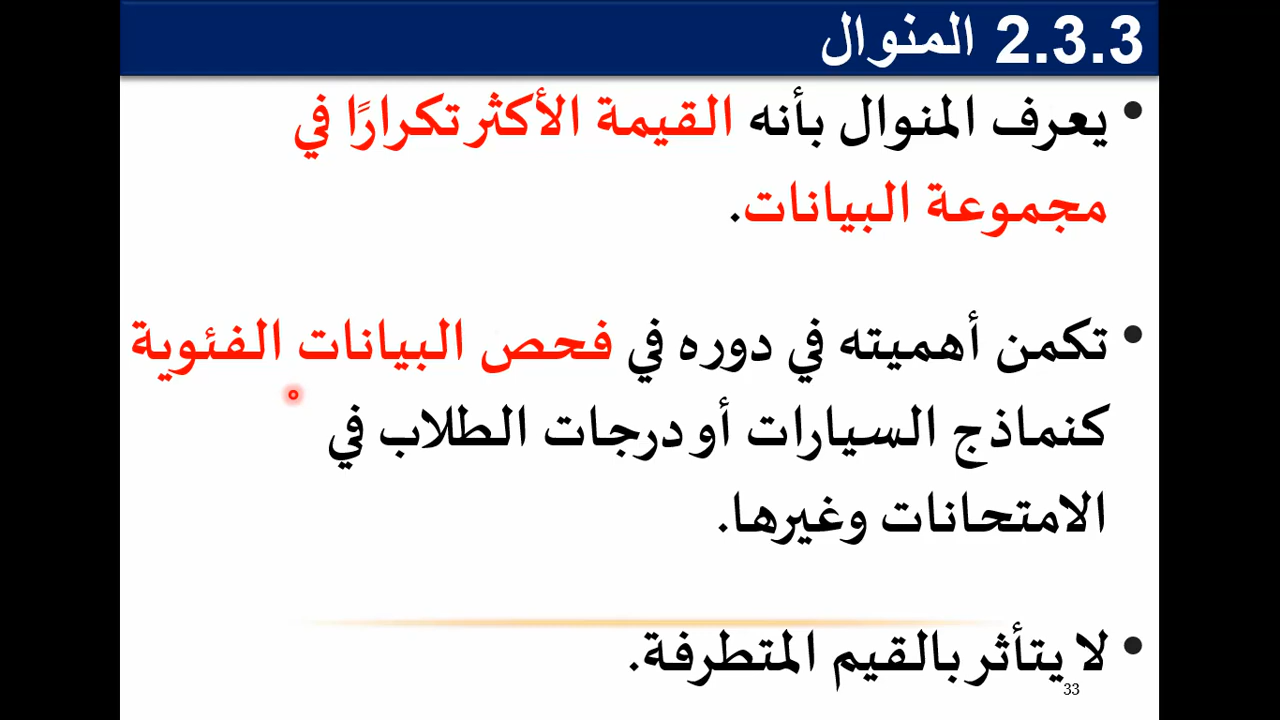 2.3.3 المنوال
• يعرف المنوال بأنه القيمة الأكثر تكرارًا في
مجموعة البيانات.
• تكمن أهميته في دوره في فحص البيانات الفئوية
كنماذج السيارات أو درجات الطلاب في
الامتحانات وغيرها.
• لا يتأثر بالقيم المتطرفة.
33